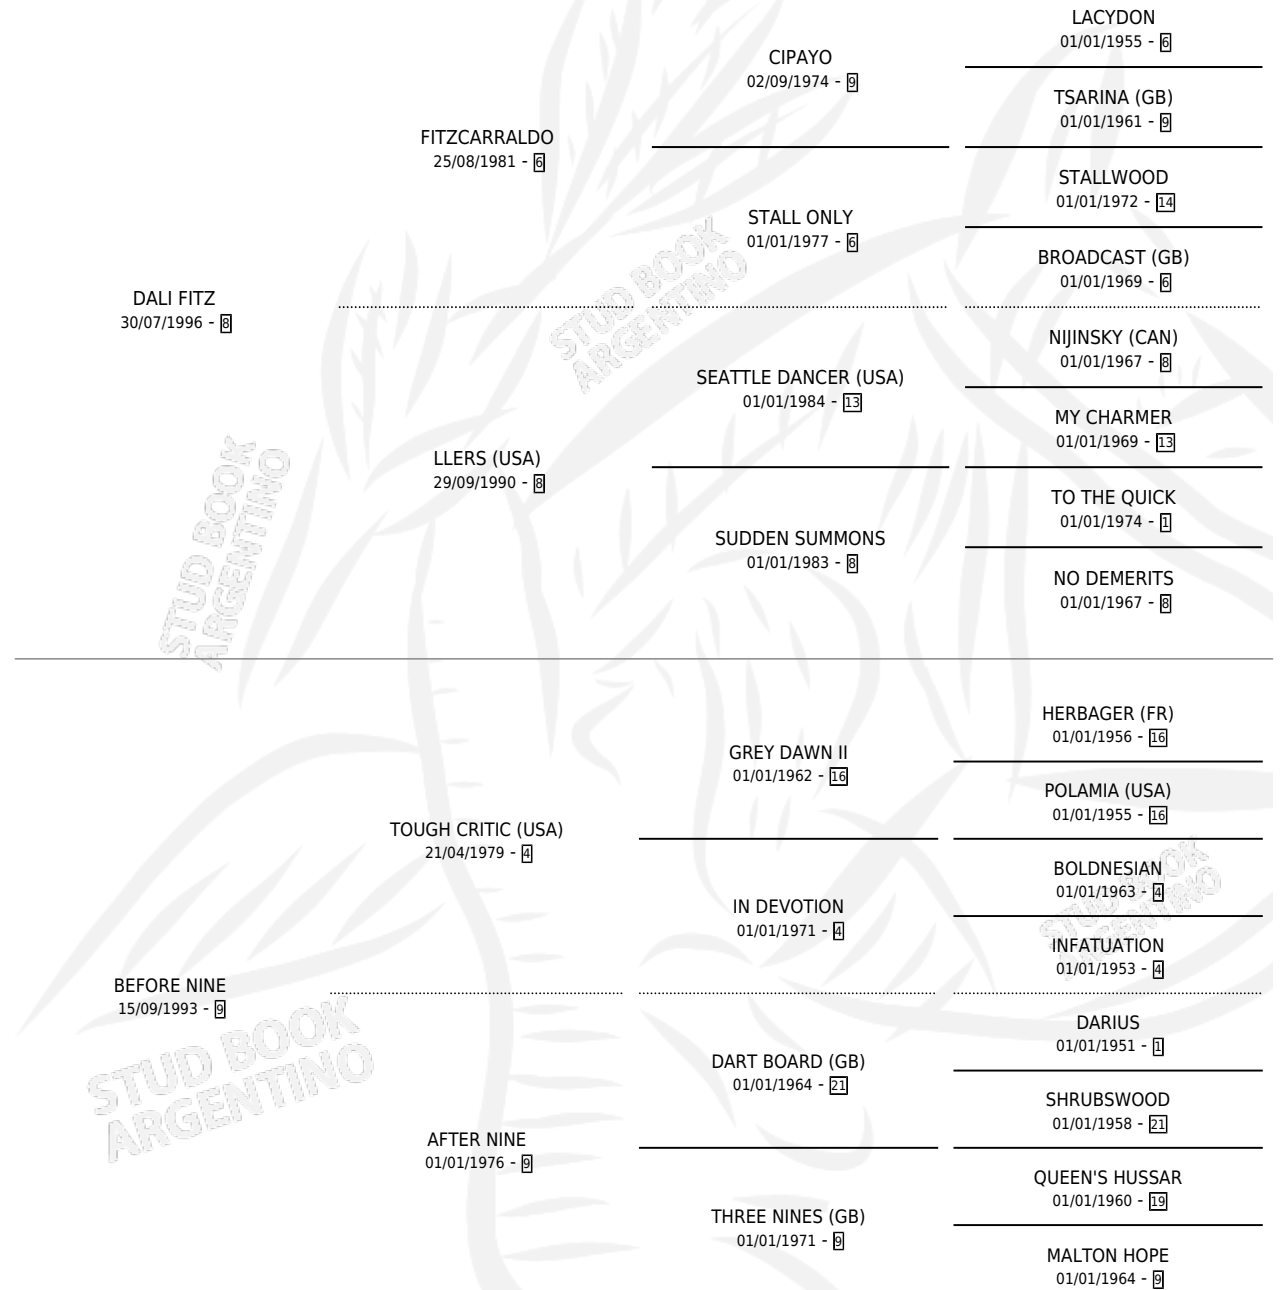 LACYDON
01/01/1955 - 6
CIPAYO
02/09/1974 - 9
TSARINA (GB)
01/01/1961 - 9
FITZCARRALDO
25/08/1981 - 6
STALLWOOD
01/01/1972 - 14
STALL ONLY
01/01/1977 - 6
BROADCAST (GB)
01/01/1969 - 6
DALI FITZ
30/07/1996 - 8
STUD BOOK
ARGENTINO
NIJINSKY (CAN)
01/01/1967 - 8
SEATTLE DANCER (USA)
01/01/1984 - 13
MY CHARMER
01/01/1969 - 13
LLERS (USA)
29/09/1990 - 8
TO THE QUICK
01/01/1974 - 1
SUDDEN SUMMONS
01/01/1983 - 8
NO DEMERITS
01/01/1967 - 8
STUD BOOK
ARGENTINO
HERBAGER (FR)
01/01/1956 - 16
GREY DAWN II
01/01/1962 - 16
POLAMIA (USA)
01/01/1955 - 16
TOUGH CRITIC (USA)
21/04/1979 - 4
BOLDNESIAN
01/01/1963 - 4
IN DEVOTION
01/01/1971 - 4
INFATUATION
01/01/1953 - 4
STUD BOOK
ARGENTINO
BEFORE NINE
15/09/1993 - 9
DARIUS
01/01/1951 - 1
DART BOARD (GB)
01/01/1964 - 21
SHRUBSWOOD
01/01/1958 - 21
STUD BOOK
ARGENTINO
AFTER NINE
01/01/1976 - 9
QUEEN'S HUSSAR
01/01/1960 - 19
THREE NINES (GB)
01/01/1971 - 9
MALTON HOPE
01/01/1964 - 9